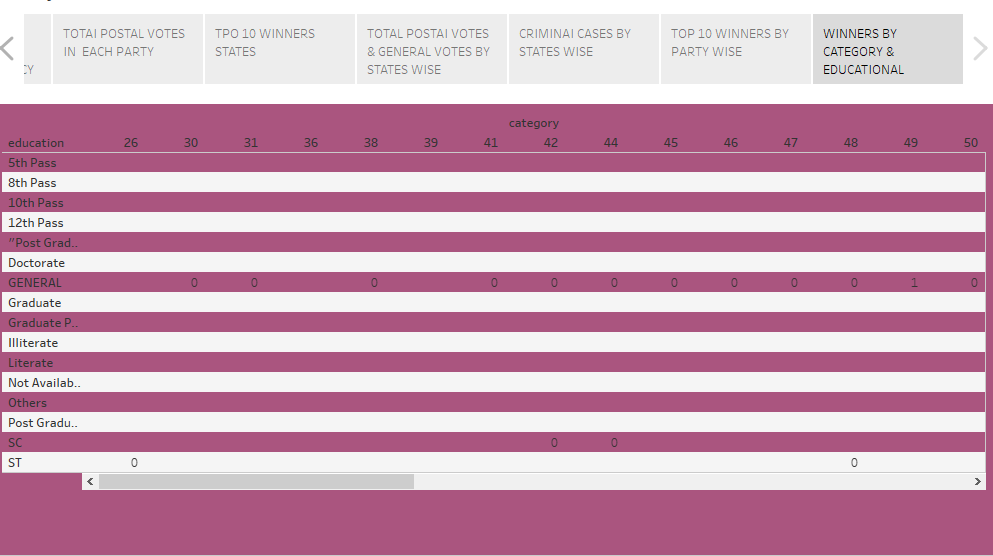 TOTAI POSTAL VOTES
IN EACH PARTY
TPO 10 WINNERS
STATES
TOTAL POSTAI VOTES
& GENERAL VOTES BY
STATES WISE
CRIMINAI CASES BY
STATES WISE
TOP 10 WINNERS BY
PARTY WISE
WINNERS BY
CATEGORY &
EDUCATIONAL
CY
category
education 26 30 31 36 38 39 41 42 44 45 46 47 48 49 50
5th Pass
8th Pass
10th Pass
12th Pass
"Post Grad..
Doctorate
GENERAL 0 0 0 0 0 0 0 0 0 0 1 0
Graduate
Graduate P..
Illiterate
Literate
Not Availab..
Others
Post Gradu..
SC 0 0
ST 0 0